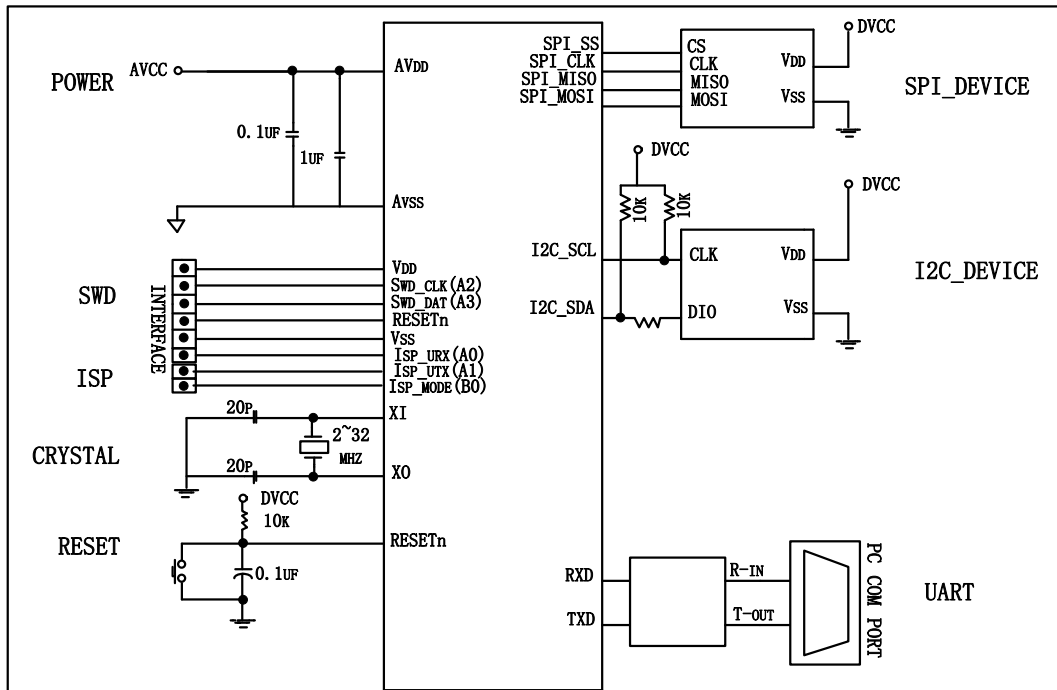 POWER
AVCC
AVDD
0.1UF
1UF
AVSS
SWD
ISP
INTERFACE
VDD
SWD_CLK(A2)
SWD_DAT(A3)
RESETn
VSS
ISP_URX(A0)
ISP_UTX(A1)
ISP_MODE(B0)
CRYSTAL
20P
20P
2~32
MHZ
XI
XO
RESET
DVCC
10K
0.1UF
RESETn
SPI_SS
SPI_CLK
SPI_MISO
SPI_MOSI
CS
CLK
MISO
MOSI
VDD
VSS
DVCC
SPI_DEVICE
DVCC
10K
10K
I2C_SCL
I2C_SDA
CLK
DIO
VDD
VSS
DVCC
I2C_DEVICE
RXD
TXD
R-IN
T-OUT
PC COM PORT
UART